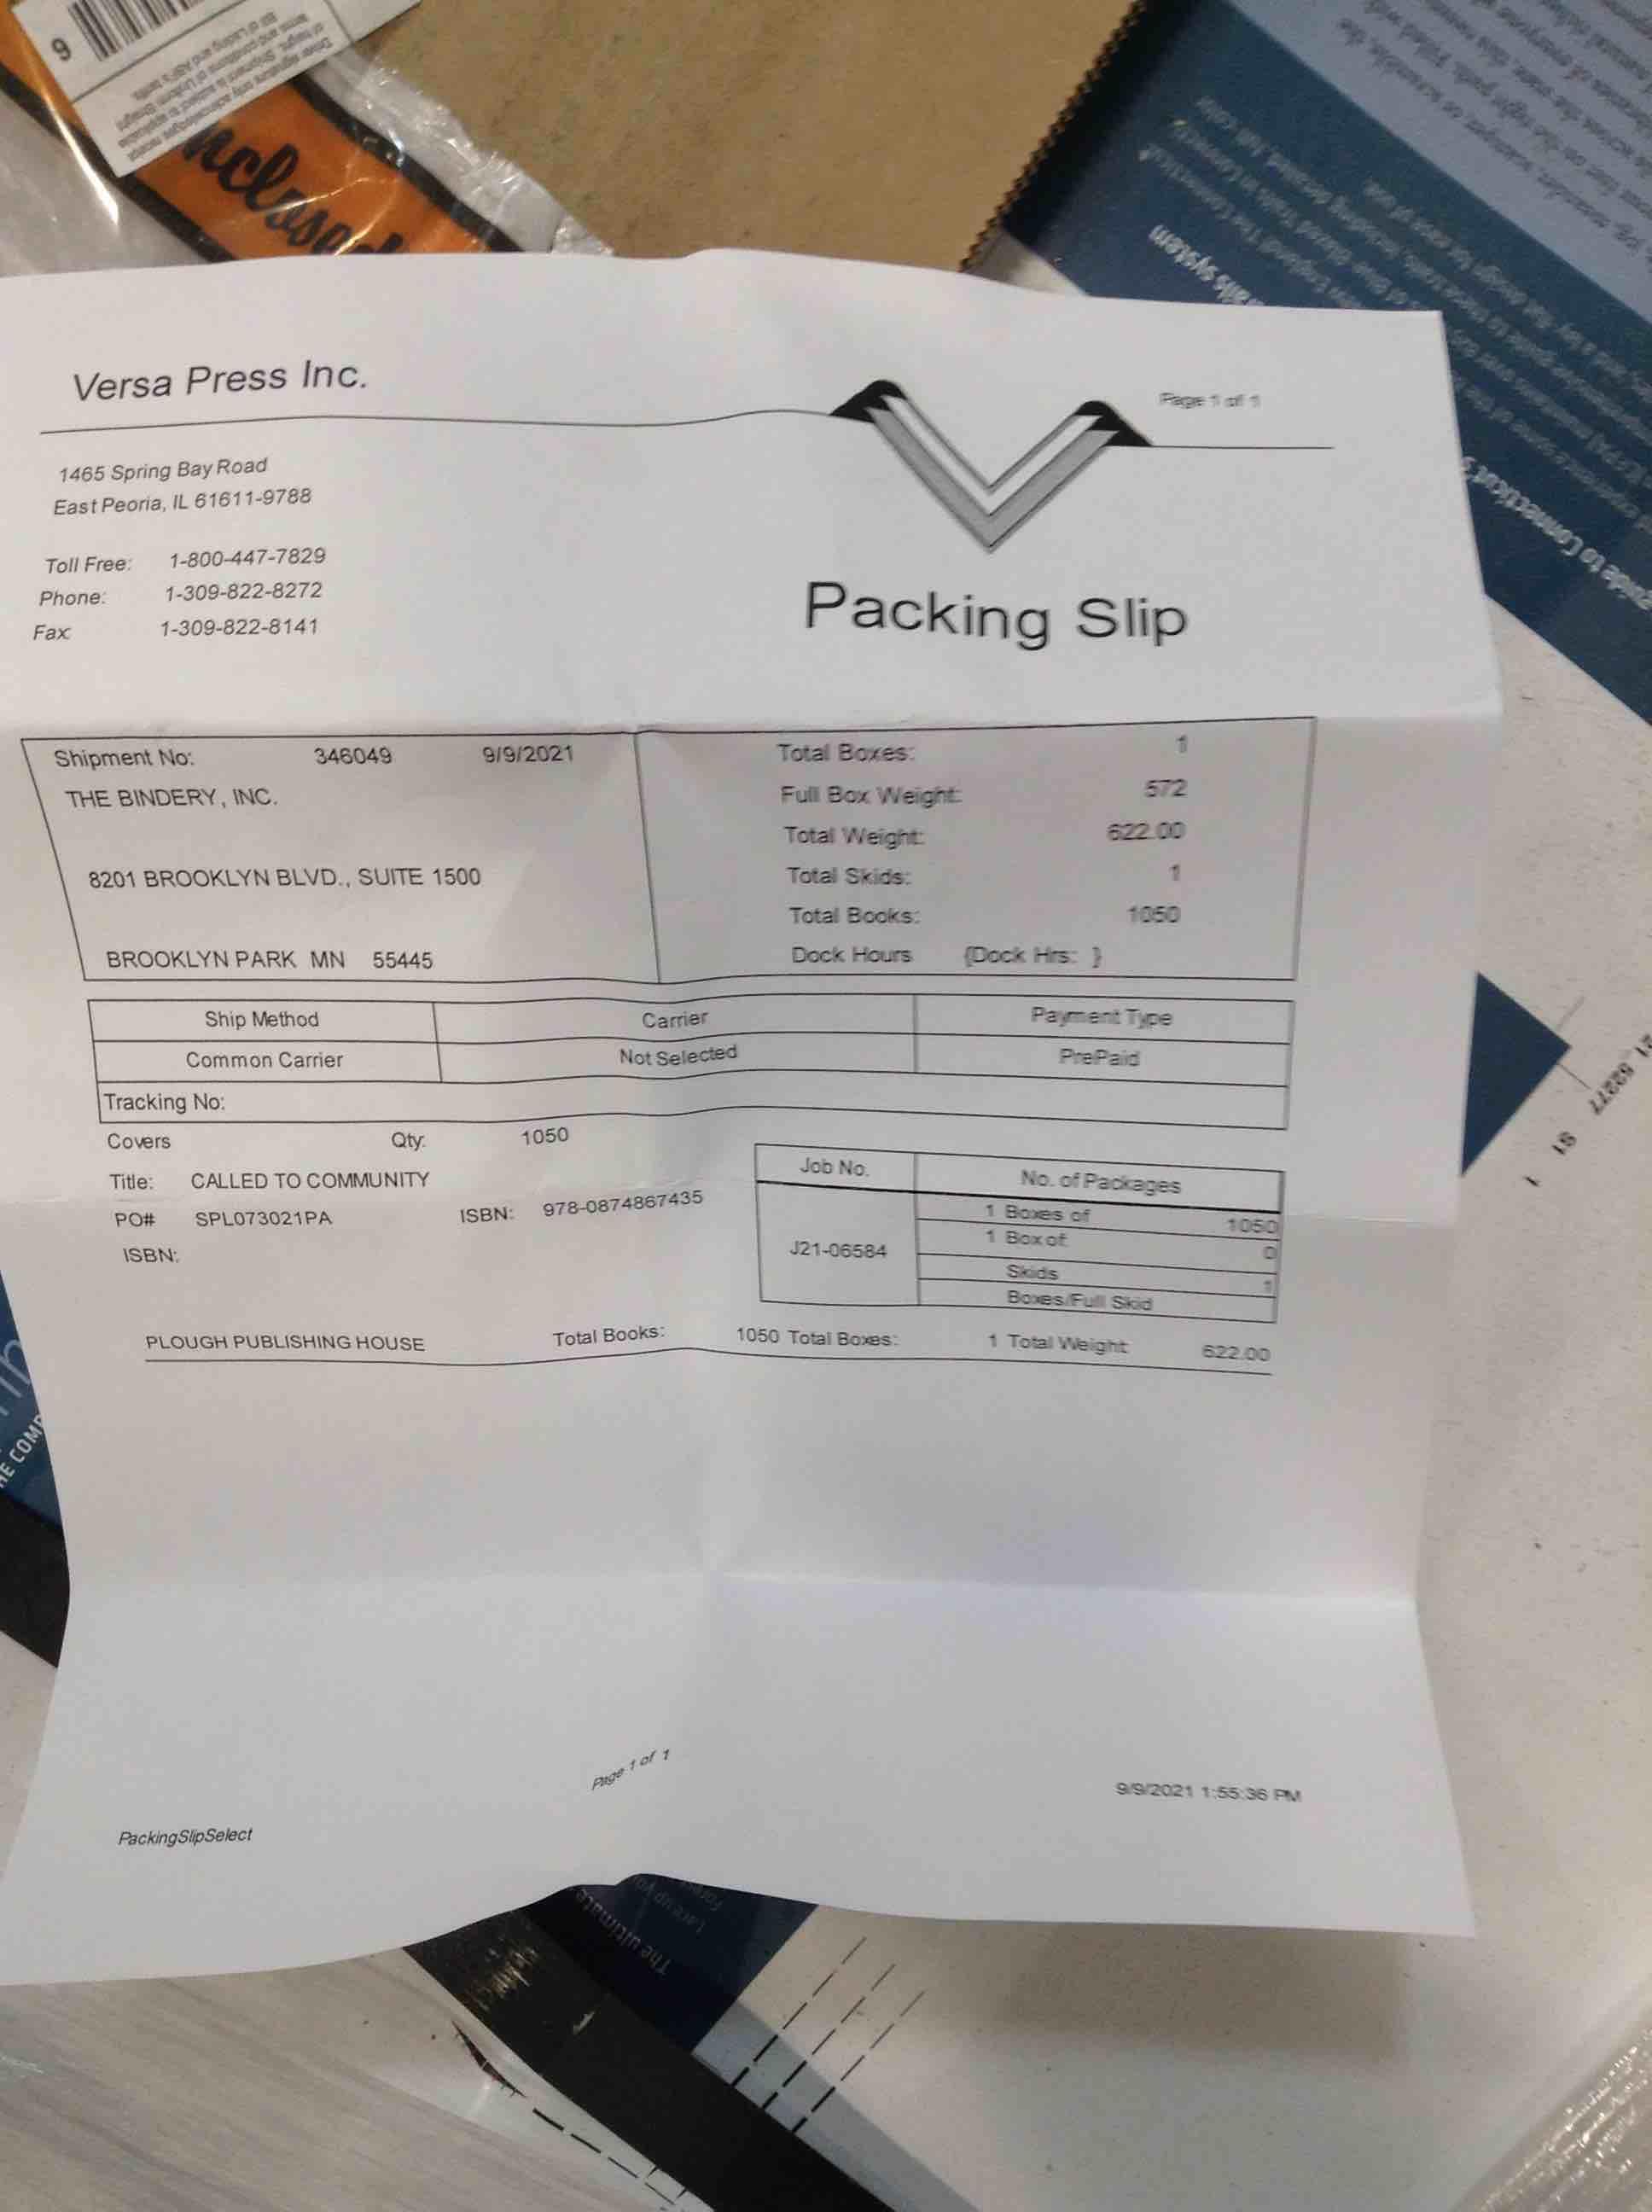 9
nclosed
Versa Press Inc.
Page 1 of 1
1465 Spring Bay Road
East Peoria, IL 61611-9788
Toll Free: 1-800-447-7829
Phone: 1-309-822-8272
Fax: 1-309-822-8141
Packing Slip
Shipment No: 346049 9/9/2021
THE BINDERY, INC.
8201 BROOKLYN BLVD., SUITE 1500
BROOKLYN PARK MN 55445
Total Boxes: 1
Full Box Weight: 572
Total Weight: 622.00
Total Skids: 1
Total Books: 1050
Dock Hours {Dock Hrs: }
Ship Method Carrier Payment Type
Common Carrier Not Selected PrePaid
Tracking No:
Covers Qty: 1050
Title: CALLED TO COMMUNITY
PO# SPL073021PA ISBN: 978-0874867435
ISBN:
Job No. No. of Packages
J21-06584
1 Boxes of 1050
1 Box of 0
Skids 1
Boxes/Full Skid
PLOUGH PUBLISHING HOUSE Total Books: 1050 Total Boxes: 1 Total Weight: 622.00
Page 1 of 1
9/9/2021 1:55:36 PM
PackingSlipSelect
The ultimate